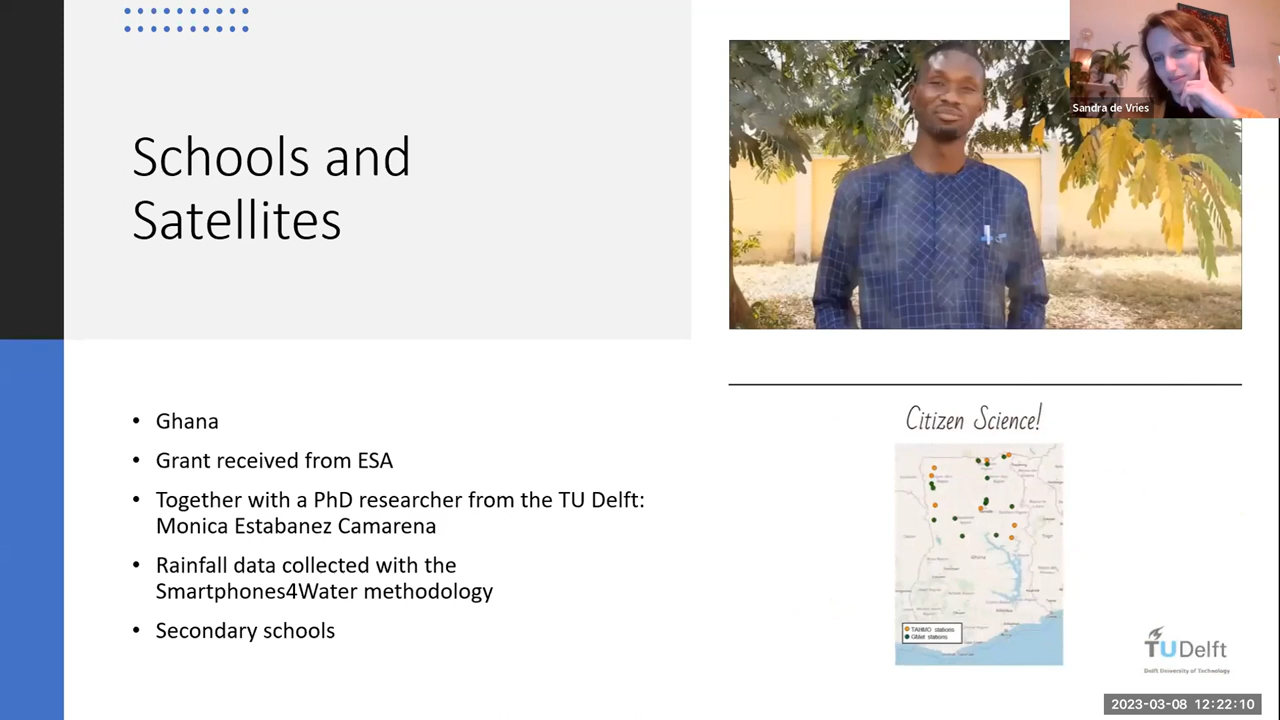 Schools and
Satellites
Sandra de Vries
• Ghana
• Grant received from ESA
• Together with a PhD researcher from the TU Delft:
Monica Estabanez Camarena
• Rainfall data collected with the
Smartphones4Water methodology
• Secondary schools
Citizen Science!
TAHMO stations
GMet stations
TUDelft
Delft University of Technology
2023-03-08 12:22:10